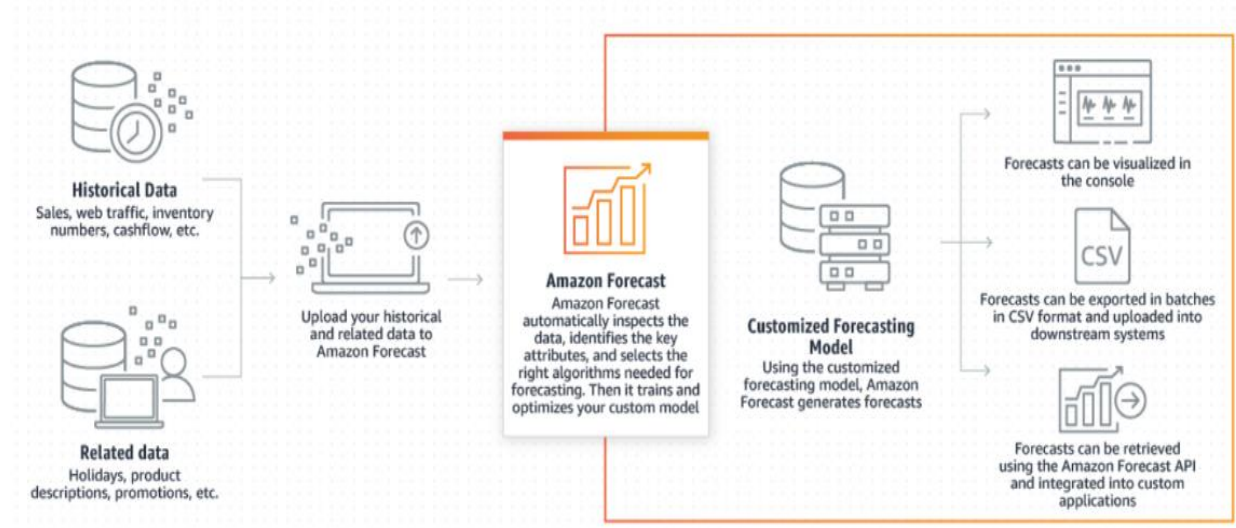 Historical Data
Sales, web traffic, inventory
numbers, cashflow, etc.
Related data
Holidays, product
descriptions, promotions, etc.
Upload your historical
and related data to
Amazon Forecast
Amazon Forecast
Amazon Forecast
automatically inspects the
data, identifies the key
attributes, and selects the
right algorithms needed for
forecasting. Then it trains and
optimizes your custom model
Customized Forecasting
Model
Using the customized
forecasting model, Amazon
Forecast generates forecasts
Forecasts can be visualized in
the console
CSV
Forecasts can be exported in batches
in CSV format and uploaded into
downstream systems
Forecasts can be retrieved
using the Amazon Forecast API
and integrated into custom
applications